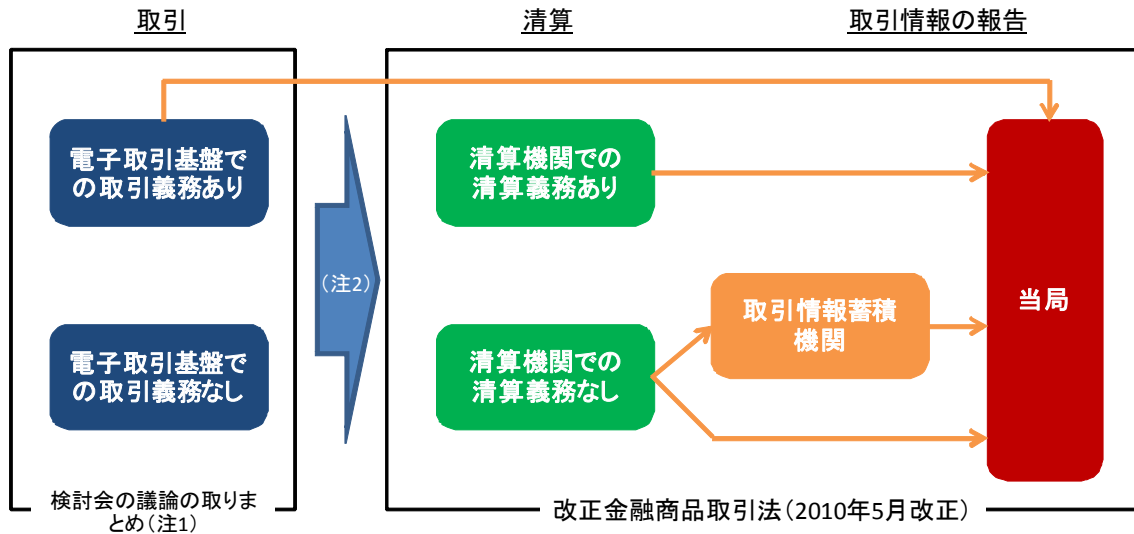 取引
清算
取引情報の報告
電子取引基盤で
の取引義務あり
清算機関での
清算義務あり
(注2)
取引情報蓄積
機関
当局
電子取引基盤で
の取引義務なし
清算機関での
清算義務なし
検討会の議論の取りま
とめ(注1)
改正金融商品取引法(2010年5月改正)